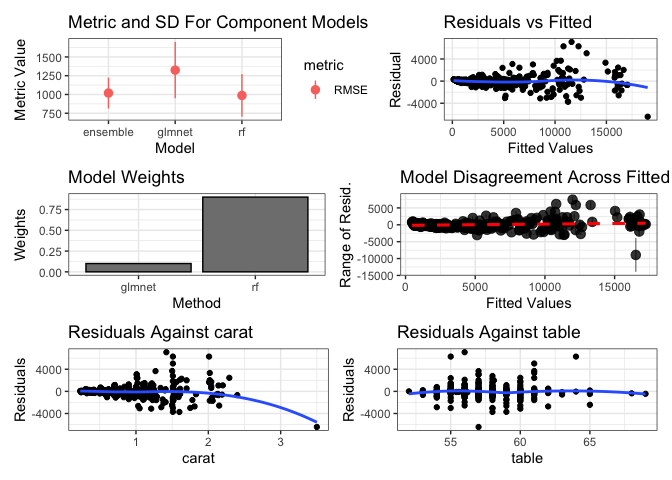 Metric and SD For Component Models
Metric Value
1500
1250
1000
750
ensemble glmnet rf
Model
metric
RMSE
Residuals vs Fitted
Residual
4000
0
-4000
0 5000 10000 15000
Fitted Values
Model Weights
Weights
0.75
0.50
0.25
0.00
glmnet rf
Method
Model Disagreement Across Fitted
Range of Resid.
5000
0
-5000
-10000
-15000
0 5000 10000 15000
Fitted Values
Residuals Against carat
Residuals
4000
0
-4000
1 2 3
carat
Residuals Against table
Residuals
4000
0
-4000
55 60 65
table